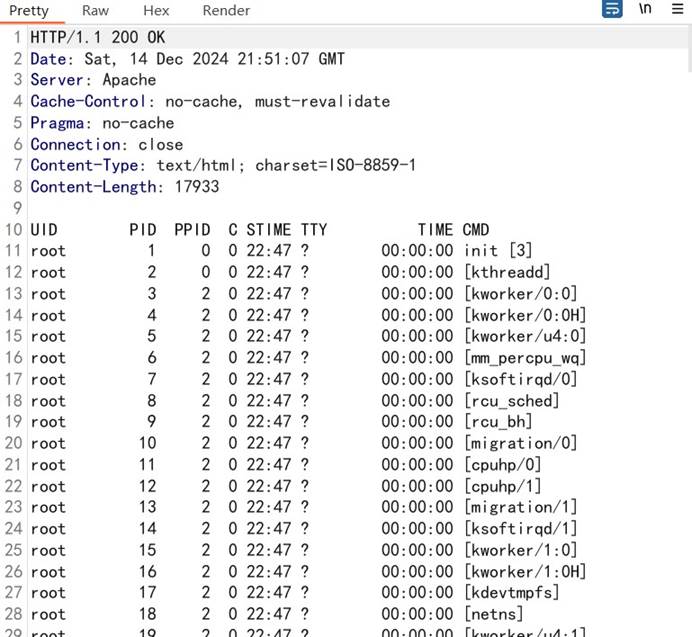 Pretty Raw Hex Render \n
1 HTTP/1.1 200 OK
2 Date: Sat, 14 Dec 2024 21:51:07 GMT
3 Server: Apache
4 Cache-Control: no-cache, must-revalidate
5 Pragma: no-cache
6 Connection: close
7 Content-Type: text/html; charset=ISO-8859-1
8 Content-Length: 17933
9
10 UID PID PPID C STIME TTY TIME CMD
11 root 1 0 0 22:47 ? 00:00:00 init [3]
12 root 2 0 0 22:47 ? 00:00:00 [kthreadd]
13 root 3 2 0 22:47 ? 00:00:00 [kworker/0:0]
14 root 4 2 0 22:47 ? 00:00:00 [kworker/0:0H]
15 root 5 2 0 22:47 ? 00:00:00 [kworker/u4:0]
16 root 6 2 0 22:47 ? 00:00:00 [mm_percpu_wq]
17 root 7 2 0 22:47 ? 00:00:00 [ksoftirqd/0]
18 root 8 2 0 22:47 ? 00:00:00 [rcu_sched]
19 root 9 2 0 22:47 ? 00:00:00 [rcu_bh]
20 root 10 2 0 22:47 ? 00:00:00 [migration/0]
21 root 11 2 0 22:47 ? 00:00:00 [cpuhp/0]
22 root 12 2 0 22:47 ? 00:00:00 [cpuhp/1]
23 root 13 2 0 22:47 ? 00:00:00 [migration/1]
24 root 14 2 0 22:47 ? 00:00:00 [ksoftirqd/1]
25 root 15 2 0 22:47 ? 00:00:00 [kworker/1:0]
26 root 16 2 0 22:47 ? 00:00:00 [kworker/1:0H]
27 root 17 2 0 22:47 ? 00:00:00 [kdevtmpfs]
28 root 18 2 0 22:47 ? 00:00:00 [netns]
29 root 19 2 0 22:47 ? 00:00:00 [kworker/u4:1]